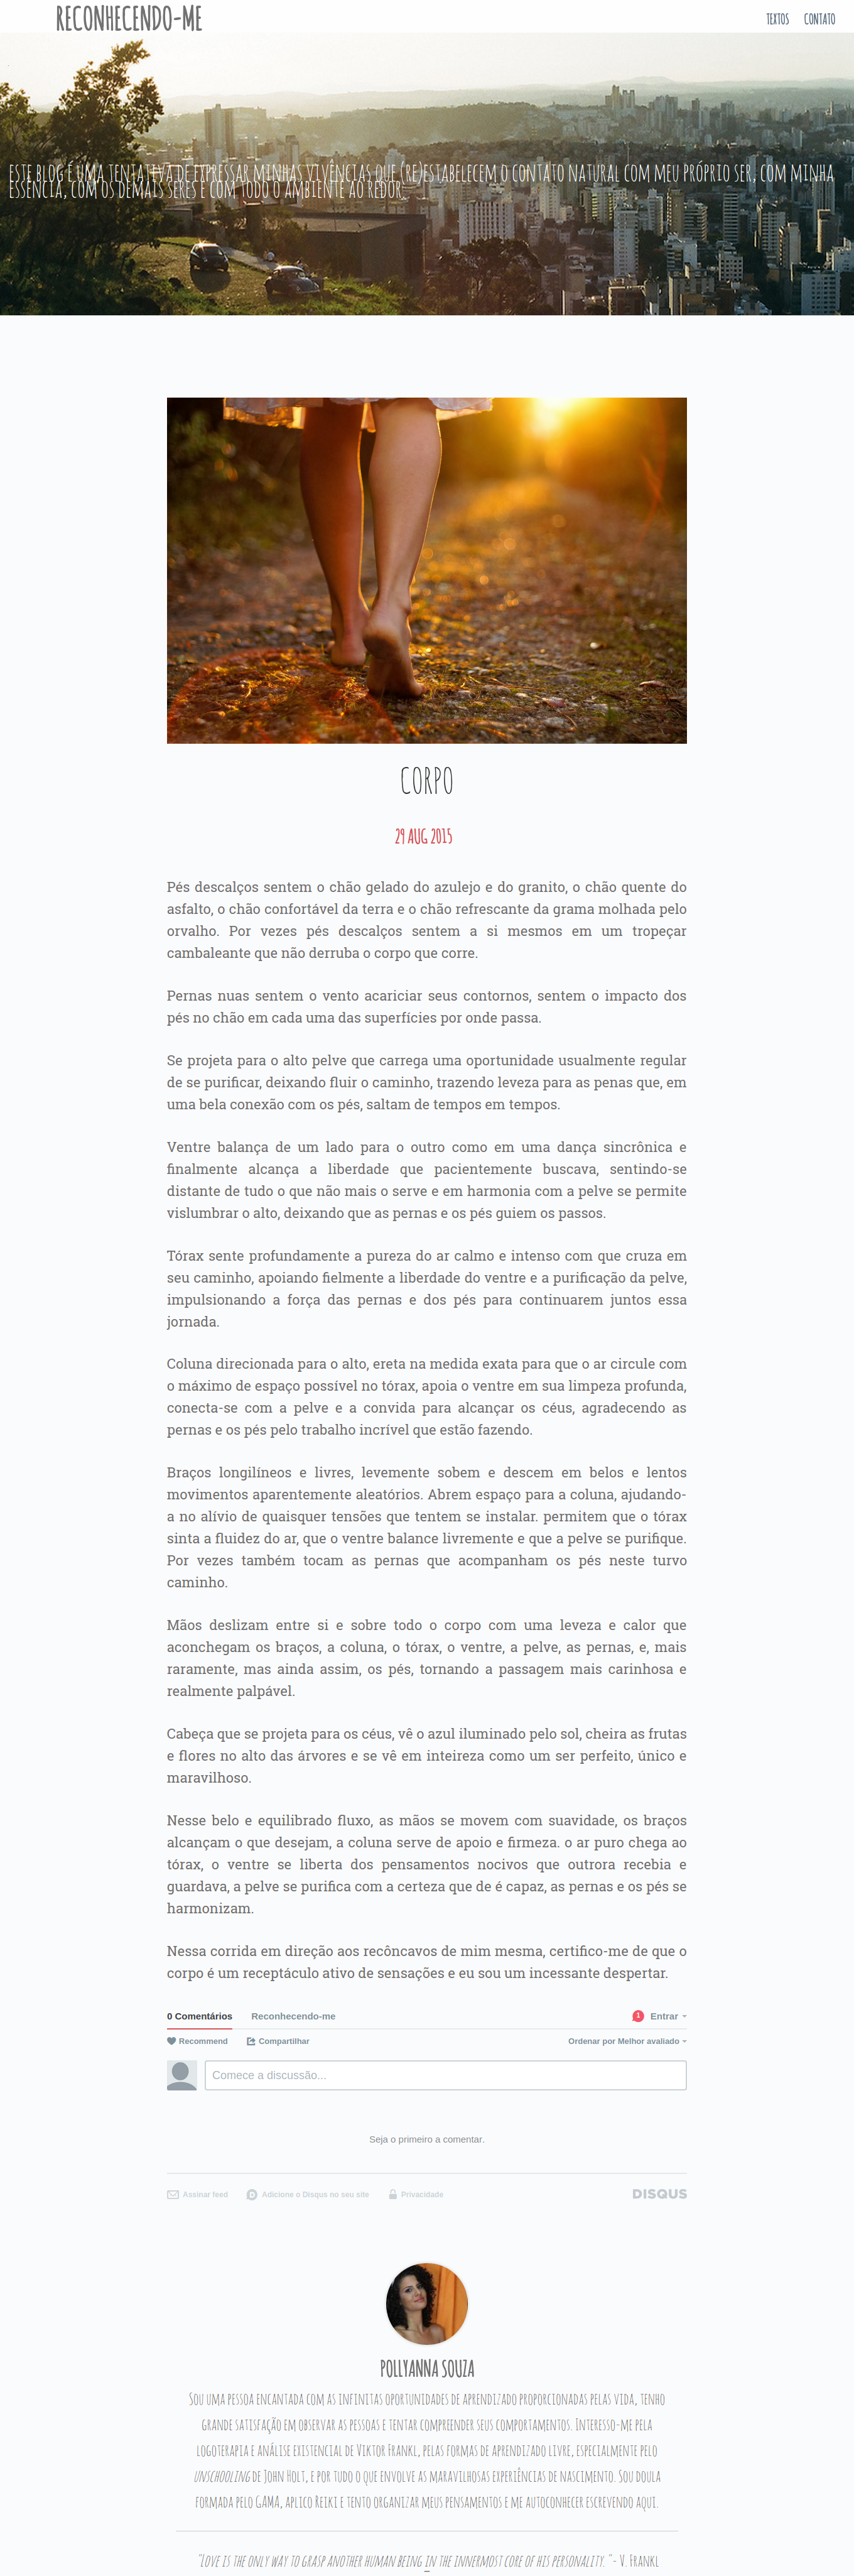 RECONHECENDO-ME
TEXTOS CONTATO
ESTE BLOG É UMA TENTATIVA DE EXPRESSAR MINHAS VIVÊNCIAS QUE (RE)ESTABELECEM O CONTATO NATURAL COM MEU PRÓPRIO SER, COM MINHA
ESSÊNCIA, COM OS DEMAIS SERES E COM TODO O AMBIENTE AO REDOR.
CORPO
29 AUG 2015
Pés descalços sentem o chão gelado do azulejo e do granito, o chão quente do
asfalto, o chão confortável da terra e o chão refrescante da grama molhada pelo
orvalho. Por vezes pés descalços sentem a si mesmos em um tropeçar
cambaleante que não derruba o corpo que corre.
Pernas nuas sentem o vento acariciar seus contornos, sentem o impacto dos
pés no chão em cada uma das superfícies por onde passa.
Se projeta para o alto pelve que carrega uma oportunidade usualmente regular
de se purificar, deixando fluir o caminho, trazendo leveza para as penas que, em
uma bela conexão com os pés, saltam de tempos em tempos.
Ventre balança de um lado para o outro como em uma dança sincrônica e
finalmente alcança a liberdade que pacientemente buscava, sentindo-se
distante de tudo o que não mais o serve e em harmonia com a pelve se permite
vislumbrar o alto, deixando que as pernas e os pés guiem os passos.
Tórax sente profundamente a pureza do ar calmo e intenso com que cruza em
seu caminho, apoiando fielmente a liberdade do ventre e a purificação da pelve,
impulsionando a força das pernas e dos pés para continuarem juntos essa
jornada.
Coluna direcionada para o alto, ereta na medida exata para que o ar circule com
o máximo de espaço possível no tórax, apoia o ventre em sua limpeza profunda,
conecta-se com a pelve e a convida para alcançar os céus, agradecendo as
pernas e os pés pelo trabalho incrível que estão fazendo.
Braços longilíneos e livres, levemente sobem e descem em belos e lentos
movimentos aparentemente aleatórios. Abrem espaço para a coluna, ajudando-
a no alívio de quaisquer tensões que tentem se instalar. permitem que o tórax
sinta a fluidez do ar, que o ventre balance livremente e que a pelve se purifique.
Por vezes também tocam as pernas que acompanham os pés neste turvo
caminho.
Mãos deslizam entre si e sobre todo o corpo com uma leveza e calor que
aconchegam os braços, a coluna, o tórax, o ventre, a pelve, as pernas, e, mais
raramente, mas ainda assim, os pés, tornando a passagem mais carinhosa e
realmente palpável.
Cabeça que se projeta para os céus, vê o azul iluminado pelo sol, cheira as frutas
e flores no alto das árvores e se vê em inteireza como um ser perfeito, único e
maravilhoso.
Nesse belo e equilibrado fluxo, as mãos se movem com suavidade, os braços
alcançam o que desejam, a coluna serve de apoio e firmeza. o ar puro chega ao
tórax, o ventre se liberta dos pensamentos nocivos que outrora recebia e
guardava, a pelve se purifica com a certeza que de é capaz, as pernas e os pés se
harmonizam.
Nessa corrida em direção aos recôncavos de mim mesma, certifico-me de que o
corpo é um receptáculo ativo de sensações e eu sou um incessante despertar.
0 Comentários Reconhecendo-me 1 Entrar
Recommend Compartilhar Ordenar por Melhor avaliado
Comece a discussão...
Seja o primeiro a comentar.
Assinar feed Adicione o Disqus no seu site Privacidade DISQUS
POLLYANNA SOUZA
SOU UMA PESSOA ENCANTADA COM AS INFINITAS OPORTUNIDADES DE APRENDIZADO PROPORCIONADAS PELAS VIDA, TENHO
GRANDE SATISFAÇÃO EM OBSERVAR AS PESSOAS E TENTAR COMPREENDER SEUS COMPORTAMENTOS. INTERESSO-ME PELA
LOGOTERAPIA E ANÁLISE EXISTENCIAL DE VIKTOR FRANKL, PELAS FORMAS DE APRENDIZADO LIVRE, ESPECIALMENTE PELO
UNSCHOOLING DE JOHN HOLT, E POR TUDO O QUE ENVOLVE AS MARAVILHOSAS EXPERIÊNCIAS DE NASCIMENTO. SOU DOULA
FORMADA PELO GAMA, APLICO REIKI E TENTO ORGANIZAR MEUS PENSAMENTOS E ME AUTOCONHECER ESCREVENDO AQUI.
"LOVE IS THE ONLY WAY TO GRASP ANOTHER HUMAN BEING IN THE INNERMOST CORE OF HIS PERSONALITY. "- V. FRANKL